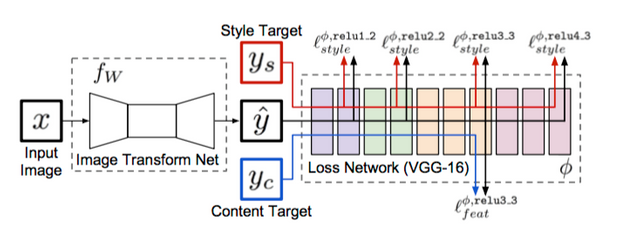 Style Target
y_s
ℓ^{ϕ,relu1_2}_{style}
ℓ^{ϕ,relu2_2}_{style}
ℓ^{ϕ,relu3_3}_{style}
ℓ^{ϕ,relu4_3}_{style}
f_W
x
ŷ
Input
Image
Image Transform Net
Loss Network (VGG-16)
ϕ
y_c
Content Target
ℓ^{ϕ,relu3_3}_{feat}